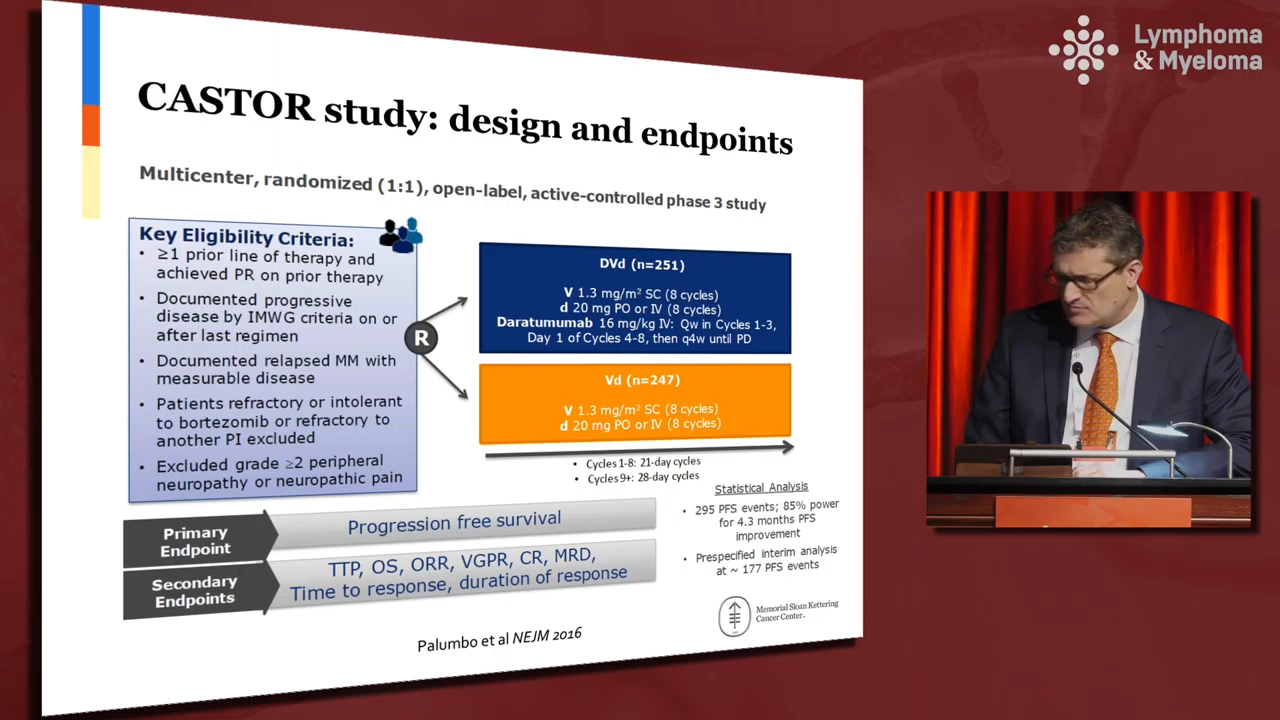 Lymphoma
& Myeloma
CASTOR study: design and endpoints
Multicenter, randomized (1:1), open-label, active-controlled phase 3 study
Key Eligibility Criteria:
• ≥1 prior line of therapy and
achieved PR on prior therapy
• Documented progressive
disease by IMWG criteria on or
after last regimen
• Documented relapsed MM with
measurable disease
• Patients refractory or intolerant
to bortezomib or refractory to
another PI excluded
• Excluded grade ≥2 peripheral
neuropathy or neuropathic pain
R
DVd (n=251)
V 1.3 mg/m² SC (8 cycles)
d 20 mg PO or IV (8 cycles)
Daratumumab 16 mg/kg IV: Qw in Cycles 1-3,
Day 1 of Cycles 4-8, then q4w until PD
Vd (n=247)
V 1.3 mg/m² SC (8 cycles)
d 20 mg PO or IV (8 cycles)
• Cycles 1-8: 21-day cycles
• Cycles 9+: 28-day cycles
Statistical Analysis
• 295 PFS events; 85% power
for 4.3 months PFS
improvement
• Prespecified interim analysis
at ~ 177 PFS events
Primary
Endpoint
Progression free survival
Secondary
Endpoints
TTP, OS, ORR, VGPR, CR, MRD,
Time to response, duration of response
Memorial Sloan Kettering
Cancer Center
Palumbo et al NEJM 2016